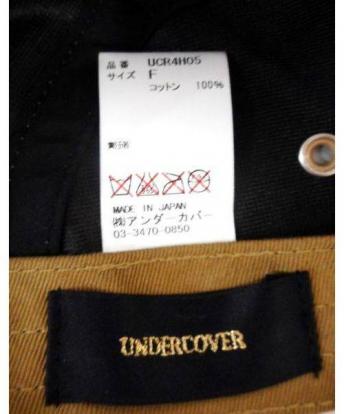 品番 UCR4H05
サイズ F
コットン 100%
MADE IN JAPAN
㈱アンダーカバー
03-3470-0850
UNDERCOVER